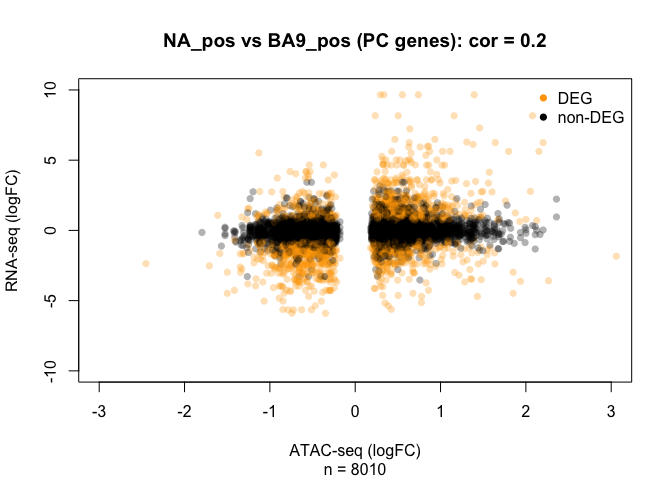 NA_pos vs BA9_pos (PC genes): cor = 0.2
DEG
non-DEG
10
5
0
-5
-10
RNA-seq (logFC)
-3 -2 -1 0 1 2 3
ATAC-seq (logFC)
n = 8010